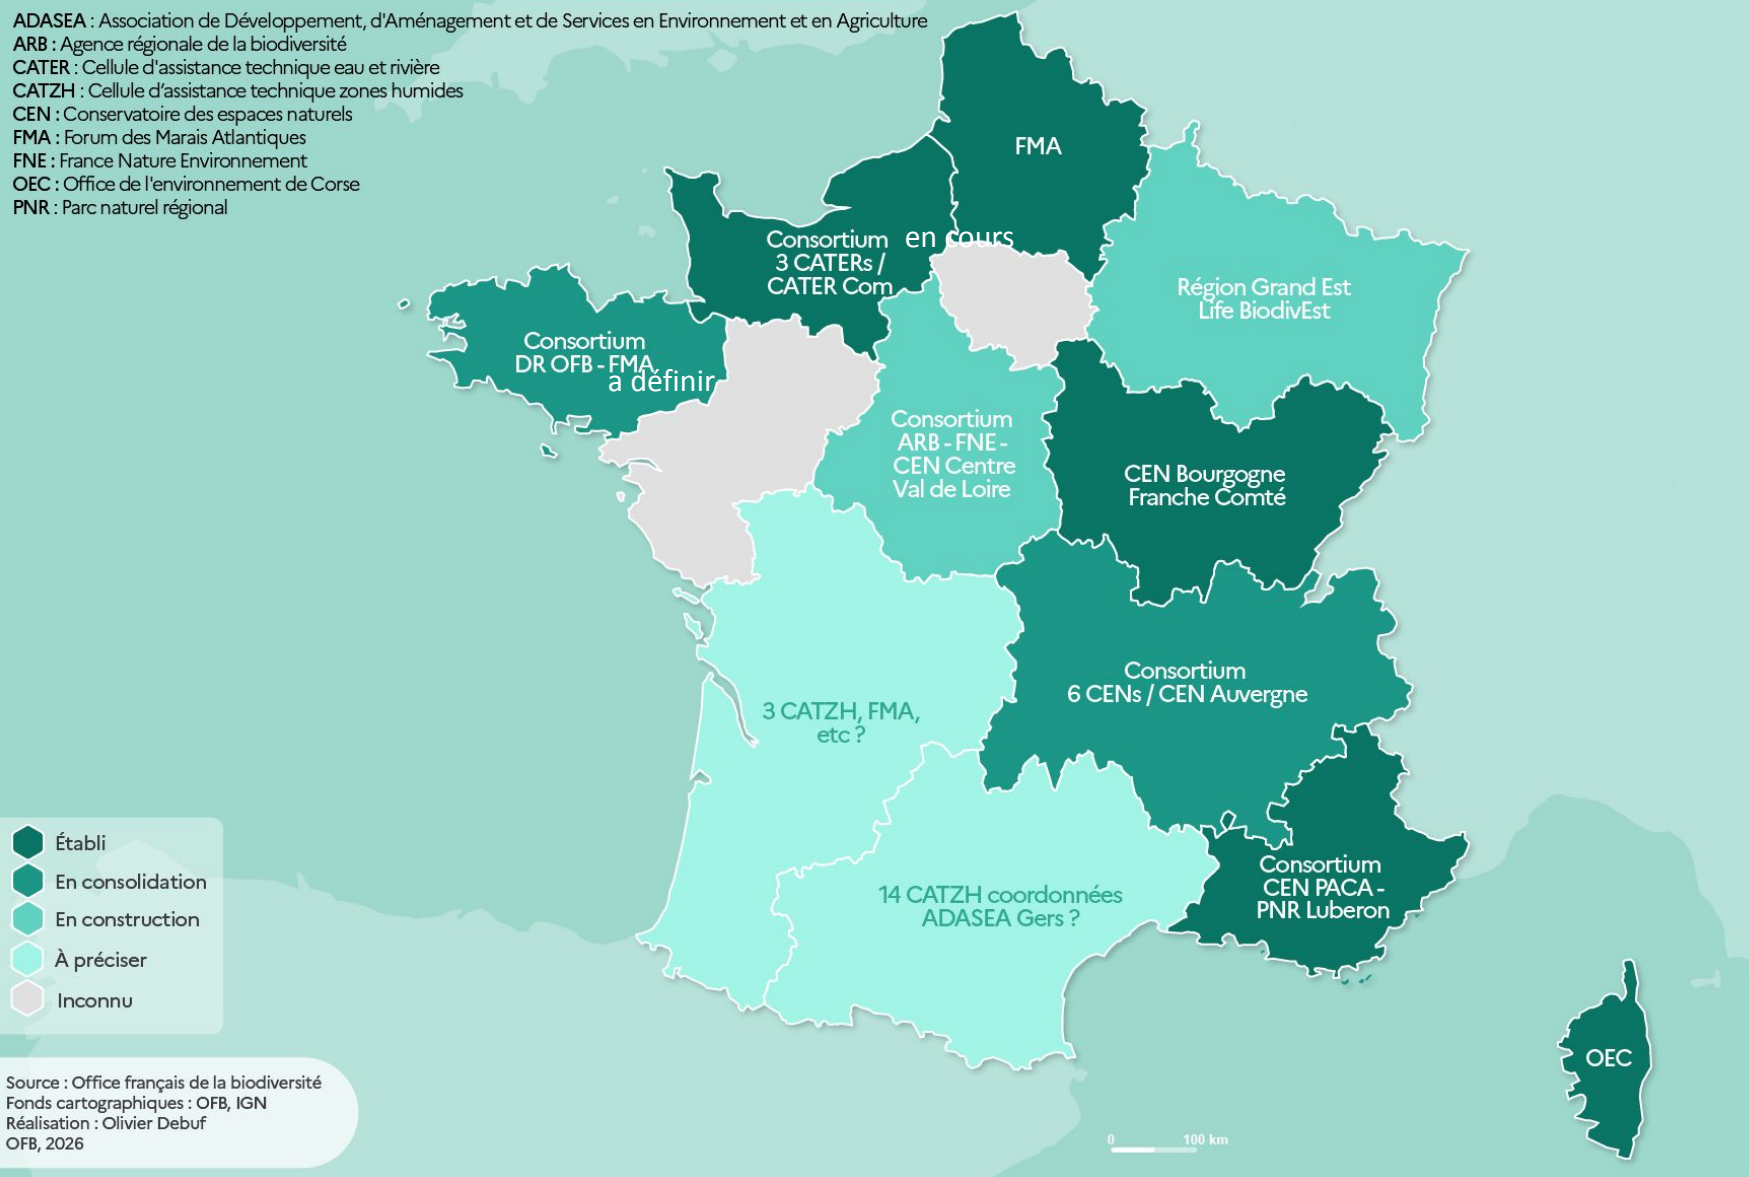 ADASEA : Association de Développement, d'Aménagement et de Services en Environnement et en Agriculture
ARB : Agence régionale de la biodiversité
CATER : Cellule d'assistance technique eau et rivière
CATZH : Cellule d'assistance technique zones humides
CEN : Conservatoire des espaces naturels
FMA : Forum des Marais Atlantiques
FNE : France Nature Environnement
OEC : Office de l'environnement de Corse
PNR : Parc naturel régional
FMA
Consortium
3 CATERs /
CATER Com
en cours
Région Grand Est
Life BiodivEst
Consortium
DR OFB - FMA
a définir
Consortium
ARB - FNE -
CEN Centre
Val de Loire
CEN Bourgogne
Franche Comté
Consortium
6 CENs / CEN Auvergne
3 CATZH, FMA,
etc ?
14 CATZH coordonnées
ADASEA Gers ?
Consortium
CEN PACA -
PNR Luberon
OEC
Établi
En consolidation
En construction
À préciser
Inconnu
Source : Office français de la biodiversité
Fonds cartographiques : OFB, IGN
Réalisation : Olivier Debuf
OFB, 2026
0 100 km